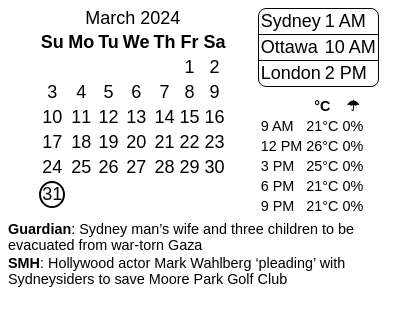 March 2024
Su Mo Tu We Th Fr Sa
1 2
3 4 5 6 7 8 9
10 11 12 13 14 15 16
17 18 19 20 21 22 23
24 25 26 27 28 29 30
31
Sydney 1 AM
Ottawa 10 AM
London 2 PM
°C ☂
9 AM 21°C 0%
12 PM 26°C 0%
3 PM 25°C 0%
6 PM 21°C 0%
9 PM 21°C 0%
Guardian: Sydney man’s wife and three children to be
evacuated from war-torn Gaza
SMH: Hollywood actor Mark Wahlberg ‘pleading’ with
Sydneysiders to save Moore Park Golf Club